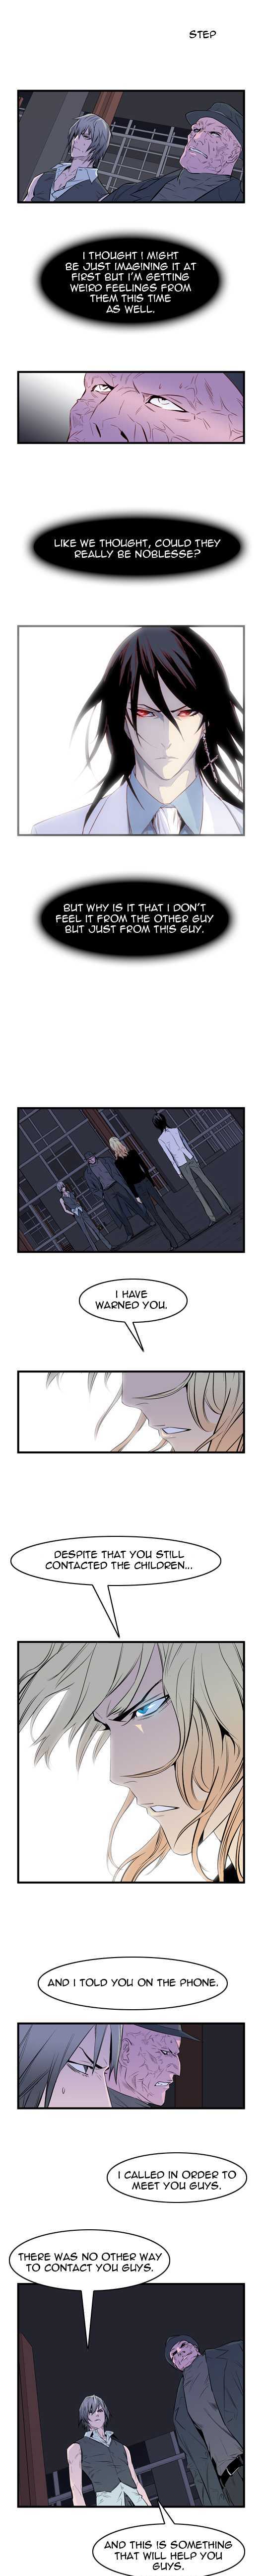 STEP
I THOUGHT I MIGHT
BE JUST IMAGINING IT AT
FIRST BUT I'M GETTING
WEIRD FEELINGS FROM
THEM THIS TIME
AS WELL.
LIKE WE THOUGHT, COULD THEY
REALLY BE NOBLESSE?
BUT WHY IS IT THAT I DON'T
FEEL IT FROM THE OTHER GUY
BUT JUST FROM THIS GUY.
I HAVE
WARNED YOU.
DESPITE THAT YOU STILL
CONTACTED THE CHILDREN...
AND I TOLD YOU ON THE PHONE.
I CALLED IN ORDER TO
MEET YOU GUYS.
THERE WAS NO OTHER WAY
TO CONTACT YOU GUYS.
AND THIS IS SOMETHING
THAT WILL HELP YOU
GUYS.